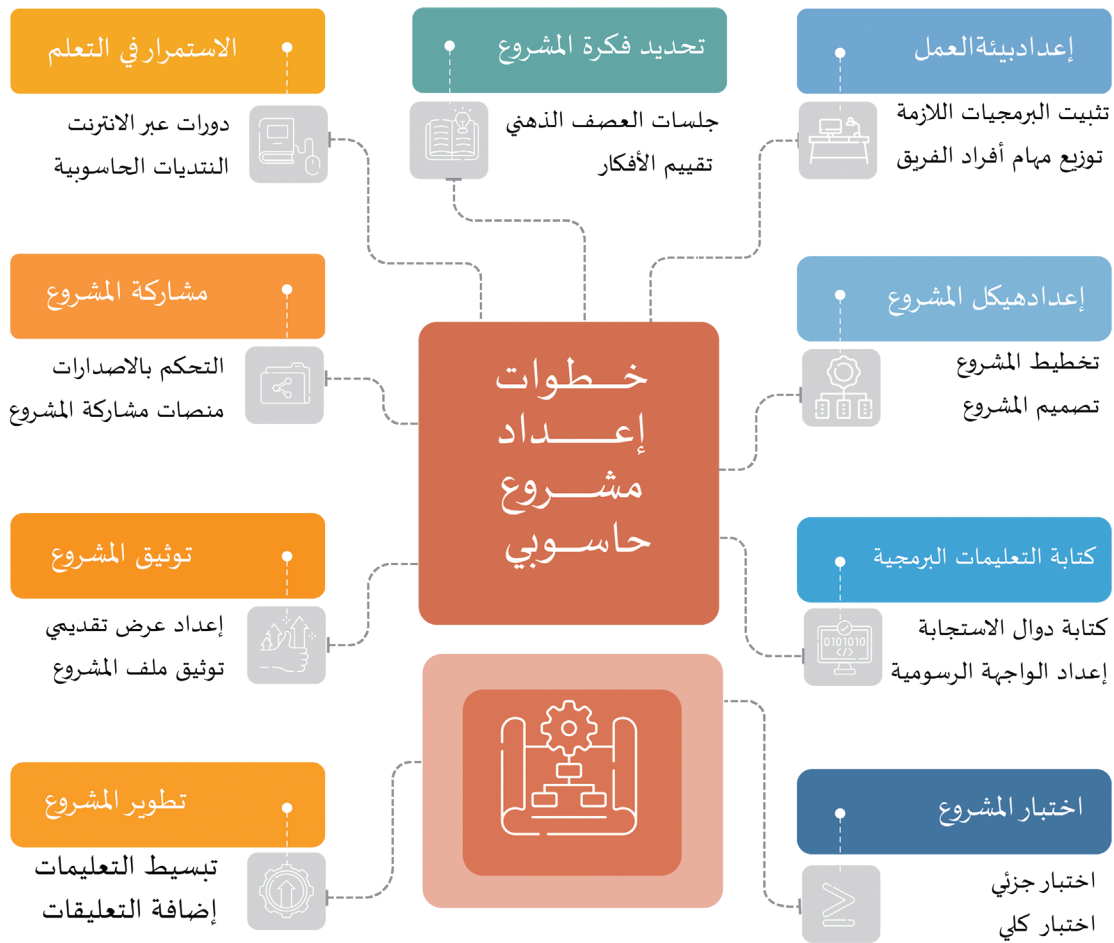 خطوات
إعداد
مشروع
حاسوبي
تحديد فكرة المشروع
جلسات العصف الذهني
تقييم الأفكار
إعدادبيئة العمل
تثبيت البرمجيات اللازمة
توزيع مهام أفراد الفريق
إعدادهيكل المشروع
تخطيط المشروع
تصميم المشروع
كتابة التعليمات البرمجية
0101010
</>
كتابة دوال الاستجابة
إعداد الواجهة الرسومية
اختبار المشروع
اختبار جزئي
اختبار كلي
تطوير المشروع
تبسيط التعليمات
إضافة التعليقات
توثيق المشروع
إعداد عرض تقديمي
توثيق ملف المشروع
مشاركة المشروع
التحكم بالاصدارات
منصات مشاركة المشروع
الاستمرار في التعلم
دورات عبر الانترنت
النتديات الحاسوبية